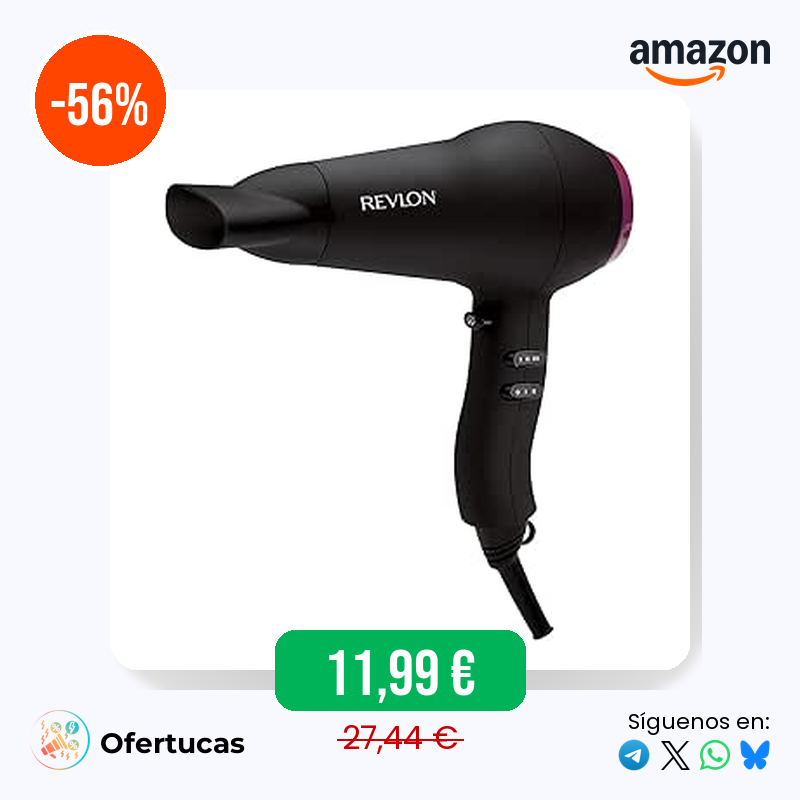 -56%
amazon
REVLON
11,99 €
27,44 €
Ofertucas
Síguenos en: